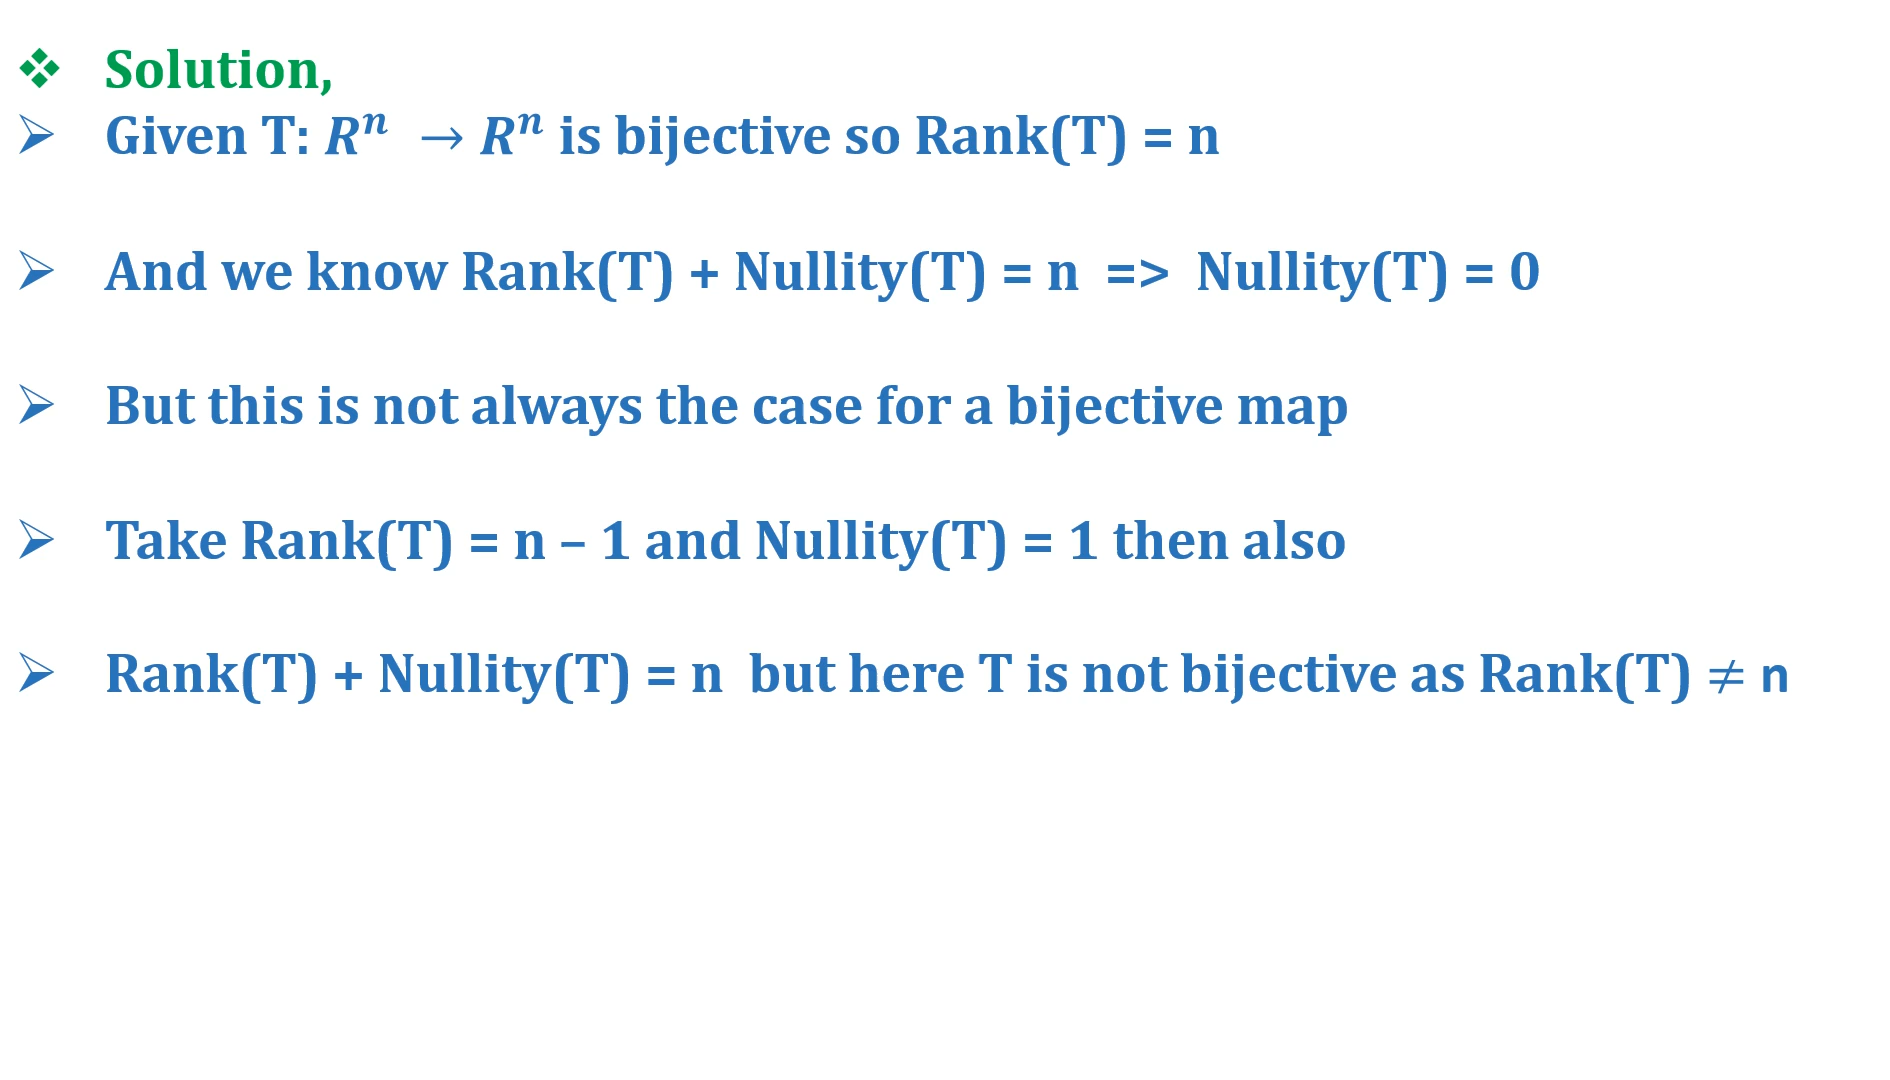 ❖ Solution,
➢ Given T: Rⁿ → Rⁿ is bijective so Rank(T) = n
➢ And we know Rank(T) + Nullity(T) = n => Nullity(T) = 0
➢ But this is not always the case for a bijective map
➢ Take Rank(T) = n – 1 and Nullity(T) = 1 then also
➢ Rank(T) + Nullity(T) = n but here T is not bijective as Rank(T) ≠ n